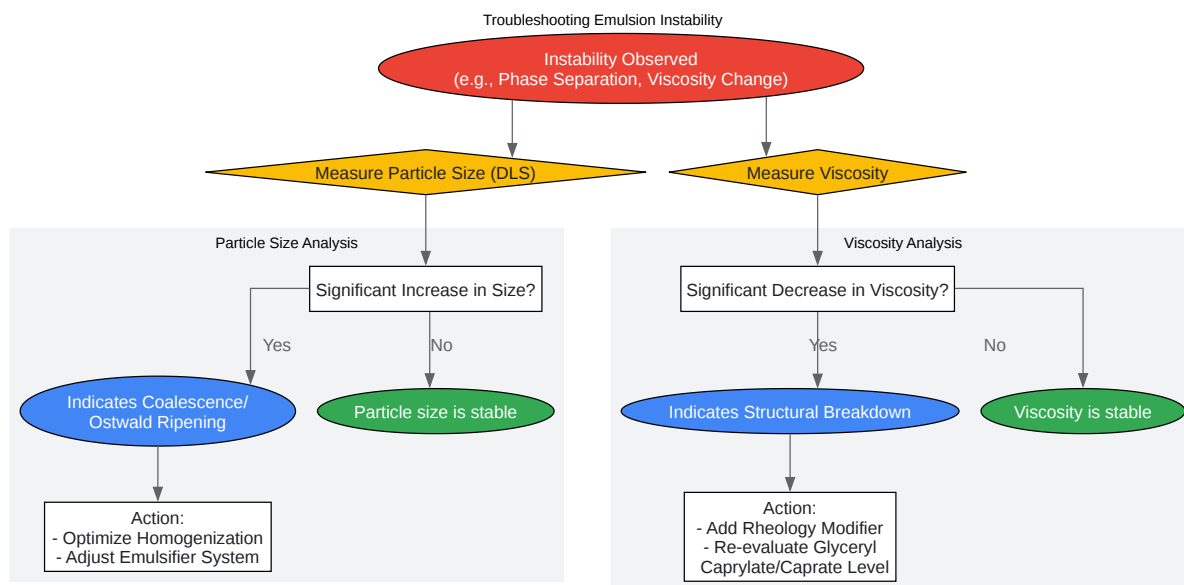 Troubleshooting Emulsion Instability
Instability Observed
(e.g., Phase Separation, Viscosity Change)
Measure Particle Size (DLS)
Measure Viscosity
Particle Size Analysis
Viscosity Analysis
Significant Increase in Size?
Significant Decrease in Viscosity?
Yes
No
Yes
No
Indicates Coalescence/
Ostwald Ripening
Particle size is stable
Indicates Structural Breakdown
Viscosity is stable
Action:
- Optimize Homogenization
- Adjust Emulsifier System
Action:
- Add Rheology Modifier
- Re-evaluate Glyceryl
Caprylate/Caprate Level